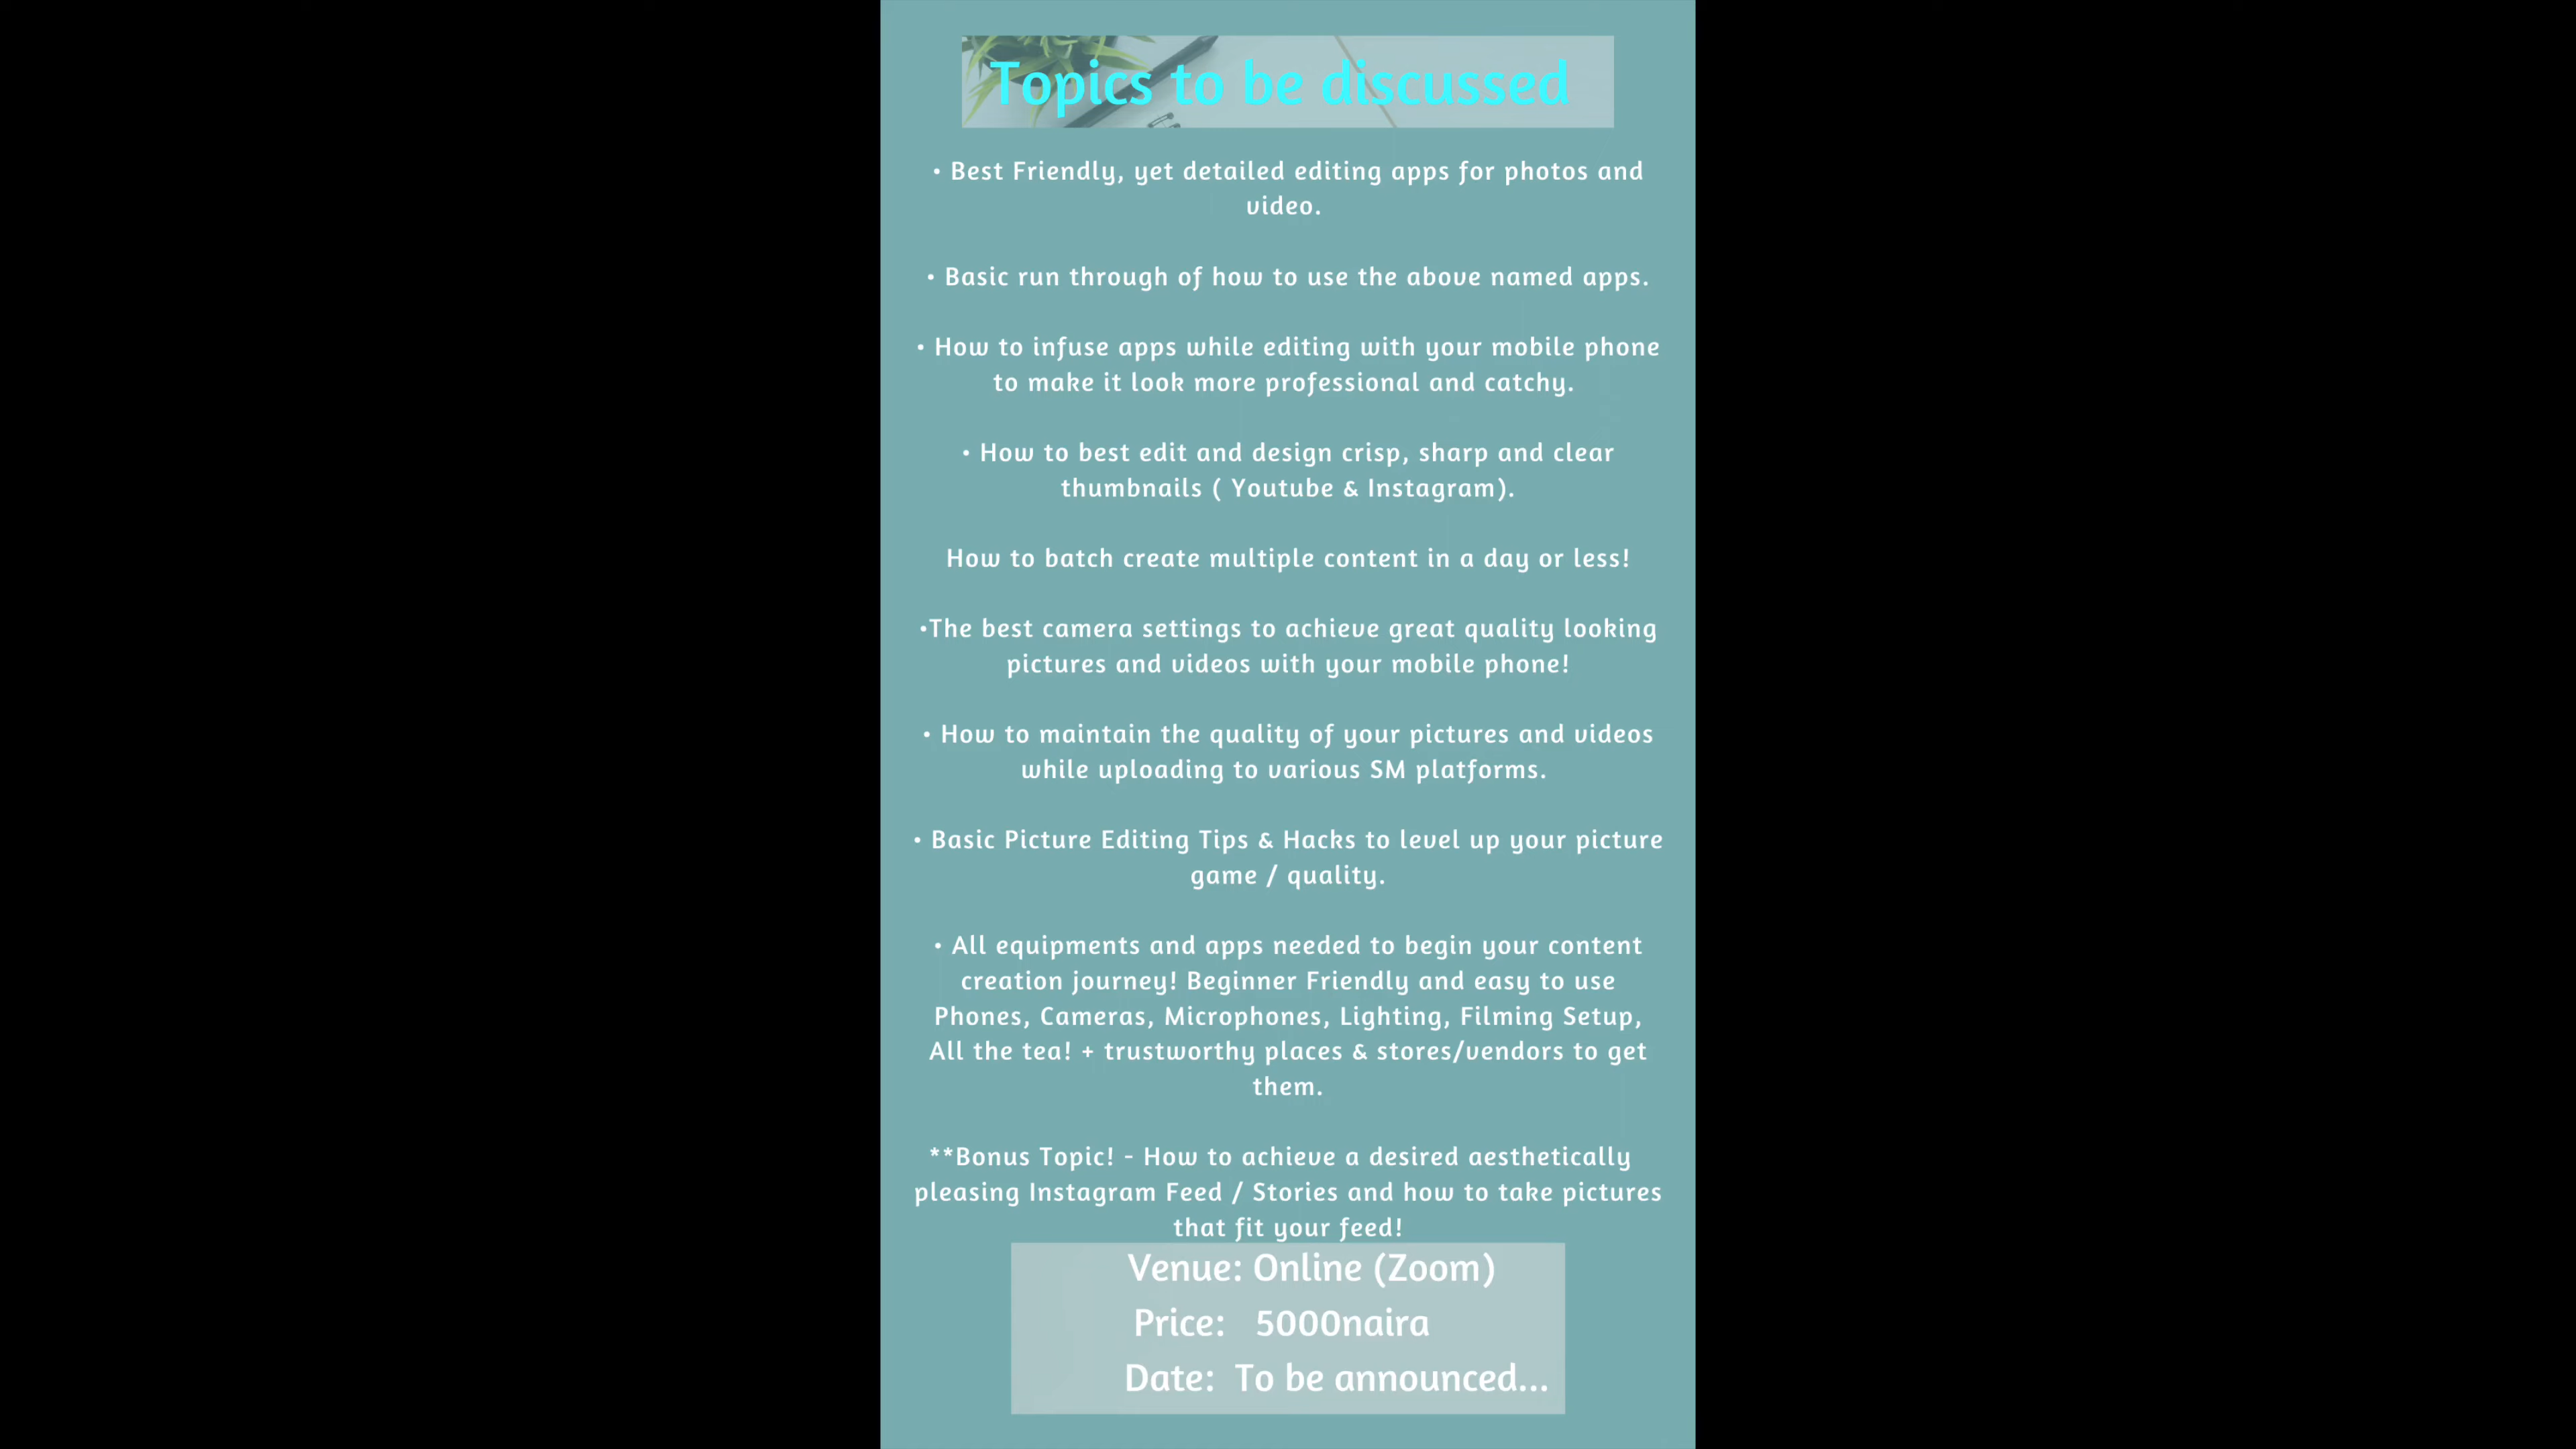 Topics to be discussed
• Best Friendly, yet detailed editing apps for photos and
video.
• Basic run through of how to use the above named apps.
• How to infuse apps while editing with your mobile phone
to make it look more professional and catchy.
• How to best edit and design crisp, sharp and clear
thumbnails ( Youtube & Instagram).
How to batch create multiple content in a day or less!
•The best camera settings to achieve great quality looking
pictures and videos with your mobile phone!
• How to maintain the quality of your pictures and videos
while uploading to various SM platforms.
• Basic Picture Editing Tips & Hacks to level up your picture
game / quality.
• All equipments and apps needed to begin your content
creation journey! Beginner Friendly and easy to use
Phones, Cameras, Microphones, Lighting, Filming Setup,
All the tea! + trustworthy places & stores/vendors to get
them.
**Bonus Topic! - How to achieve a desired aesthetically
pleasing Instagram Feed / Stories and how to take pictures
that fit your feed!
Venue: Online (Zoom)
Price: 5000naira
Date: To be announced...